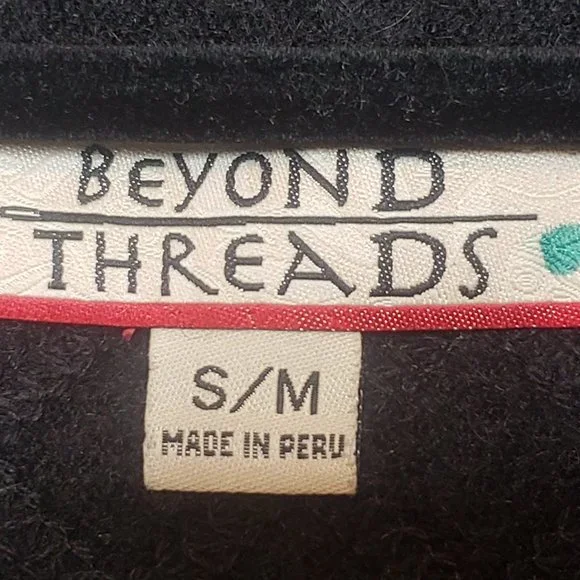 BEYOND
THREADS
S/M
MADE IN PERU